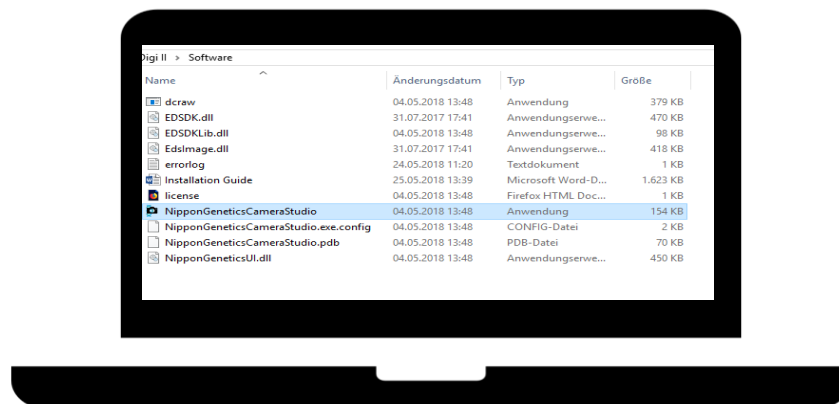 Digi II > Software
Name Änderungsdatum Typ Größe
dcraw 04.05.2018 13:48 Anwendung 379 KB
EDSDK.dll 31.07.2017 17:41 Anwendungserwe... 470 KB
EDSDKLib.dll 04.05.2018 13:48 Anwendungserwe... 98 KB
EdsImage.dll 31.07.2017 17:41 Anwendungserwe... 418 KB
errorlog 24.05.2018 11:20 Textdokument 1 KB
Installation Guide 25.05.2018 13:39 Microsoft Word-D... 1.623 KB
license 04.05.2018 13:48 Firefox HTML Doc... 1 KB
NipponGeneticsCameraStudio 04.05.2018 13:48 Anwendung 154 KB
NipponGeneticsCameraStudio.exe.config 04.05.2018 13:48 CONFIG-Datei 2 KB
NipponGeneticsCameraStudio.pdb 04.05.2018 13:48 PDB-Datei 70 KB
NipponGeneticsUI.dll 04.05.2018 13:48 Anwendungserwe... 450 KB